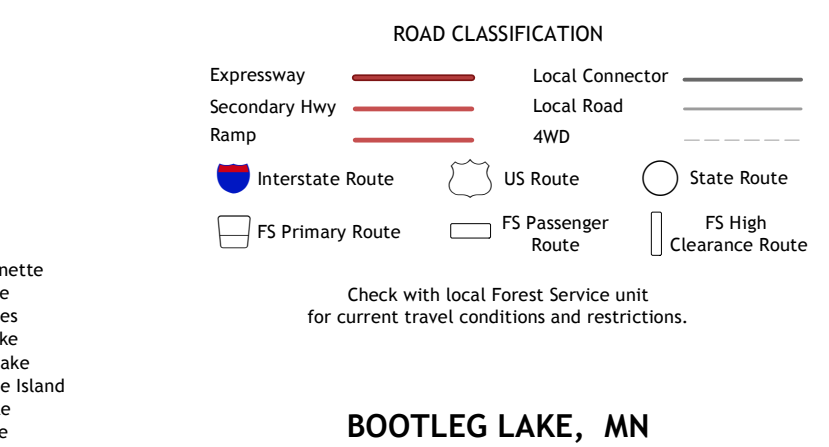 ROAD CLASSIFICATION
Expressway
Local Connector
Secondary Hwy
Local Road
Ramp
4WD
Interstate Route
US Route
State Route
FS Primary Route
FS Passenger
Route
FS High
Clearance Route
Check with local Forest Service unit
for current travel conditions and restrictions.
nette
e
es
ke
ake
e Island
e
e
BOOTLEG LAKE, MN